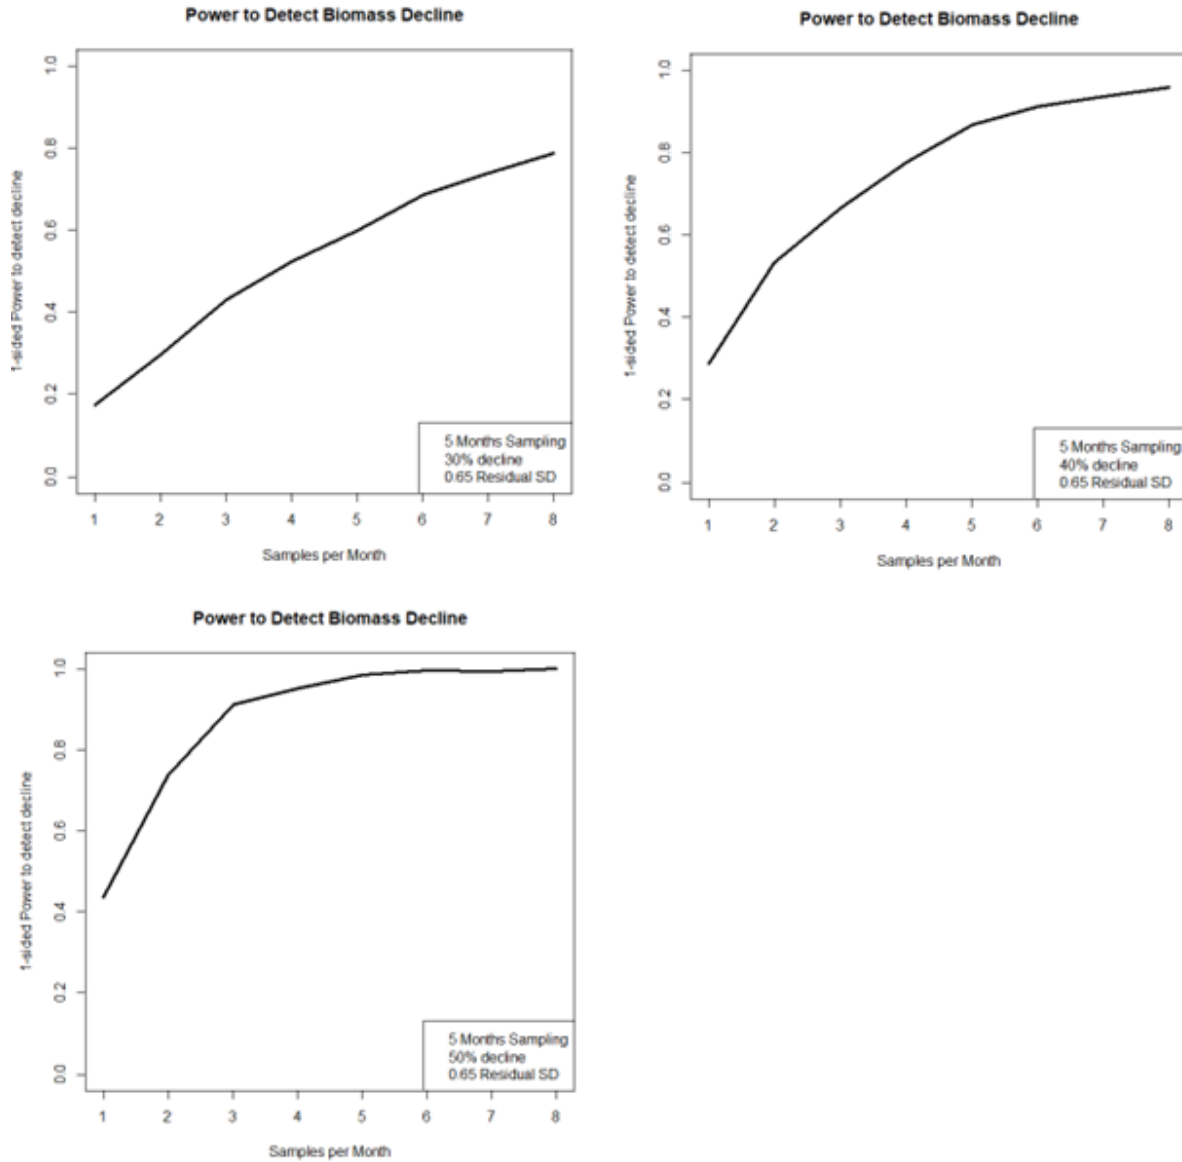 Power to Detect Biomass Decline
1-sided Power to detect decline
1.0
0.8
0.6
0.4
0.2
0.0
5 Months Sampling
30% decline
0.65 Residual SD
1 2 3 4 5 6 7 8
Samples per Month
Power to Detect Biomass Decline
1-sided Power to detect decline
1.0
0.8
0.6
0.4
0.2
0.0
5 Months Sampling
40% decline
0.65 Residual SD
1 2 3 4 5 6 7 8
Samples per Month
Power to Detect Biomass Decline
1-sided Power to detect decline
1.0
0.8
0.6
0.4
0.2
0.0
5 Months Sampling
50% decline
0.65 Residual SD
1 2 3 4 5 6 7 8
Samples per Month